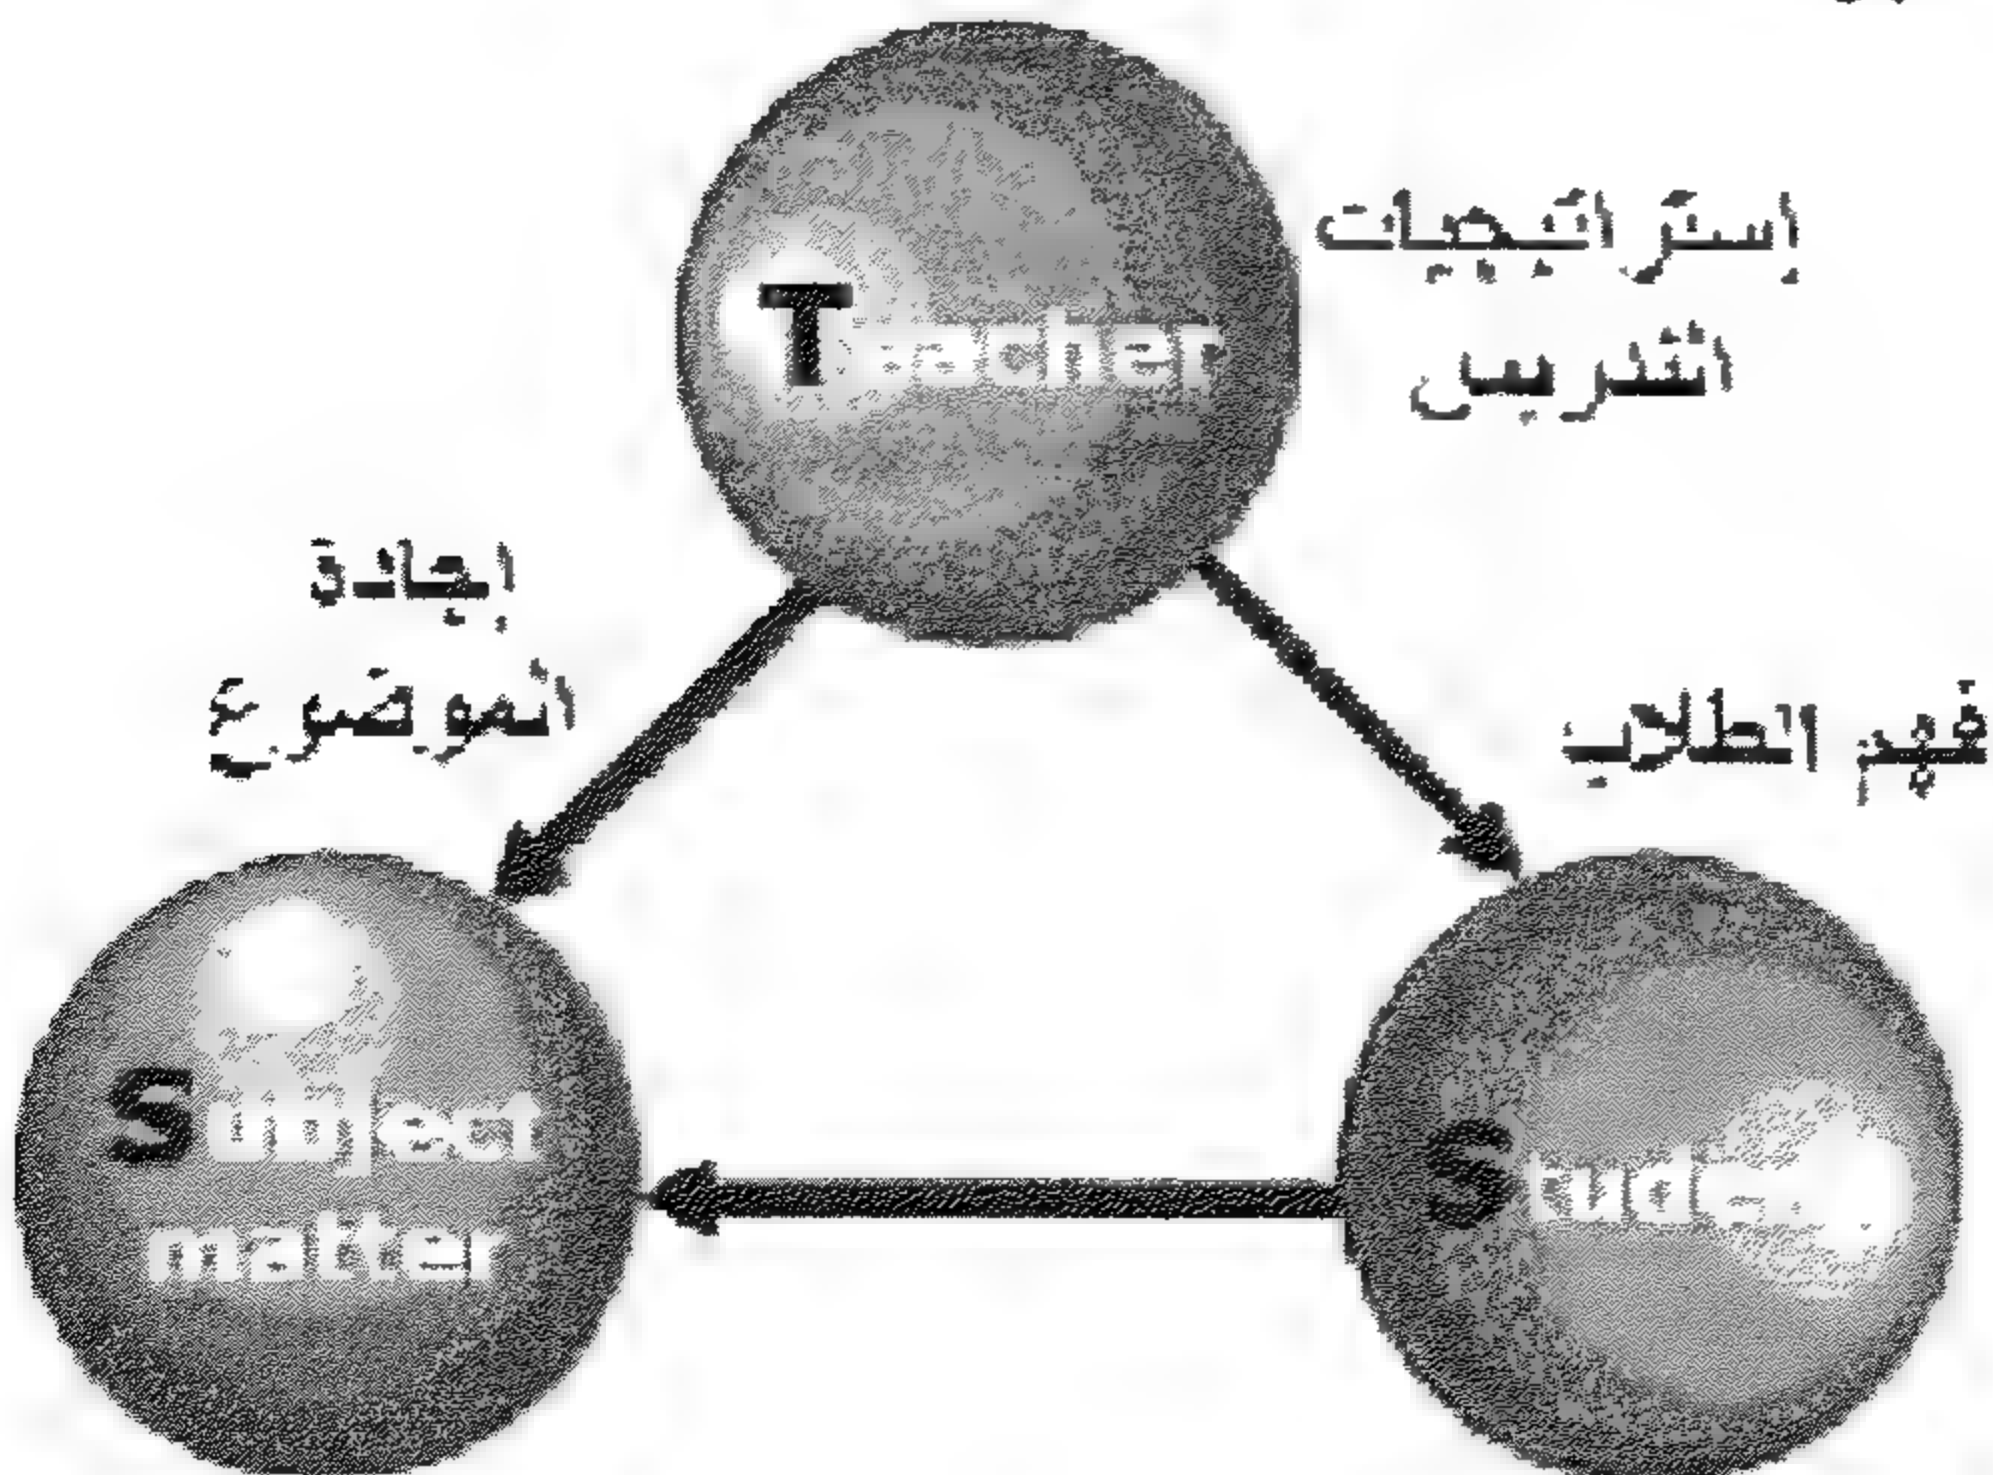 Teacher
إستراتيجيات
التدريس
إجادة
الموضوع
فهم الطلاب
Subject
matter
Student